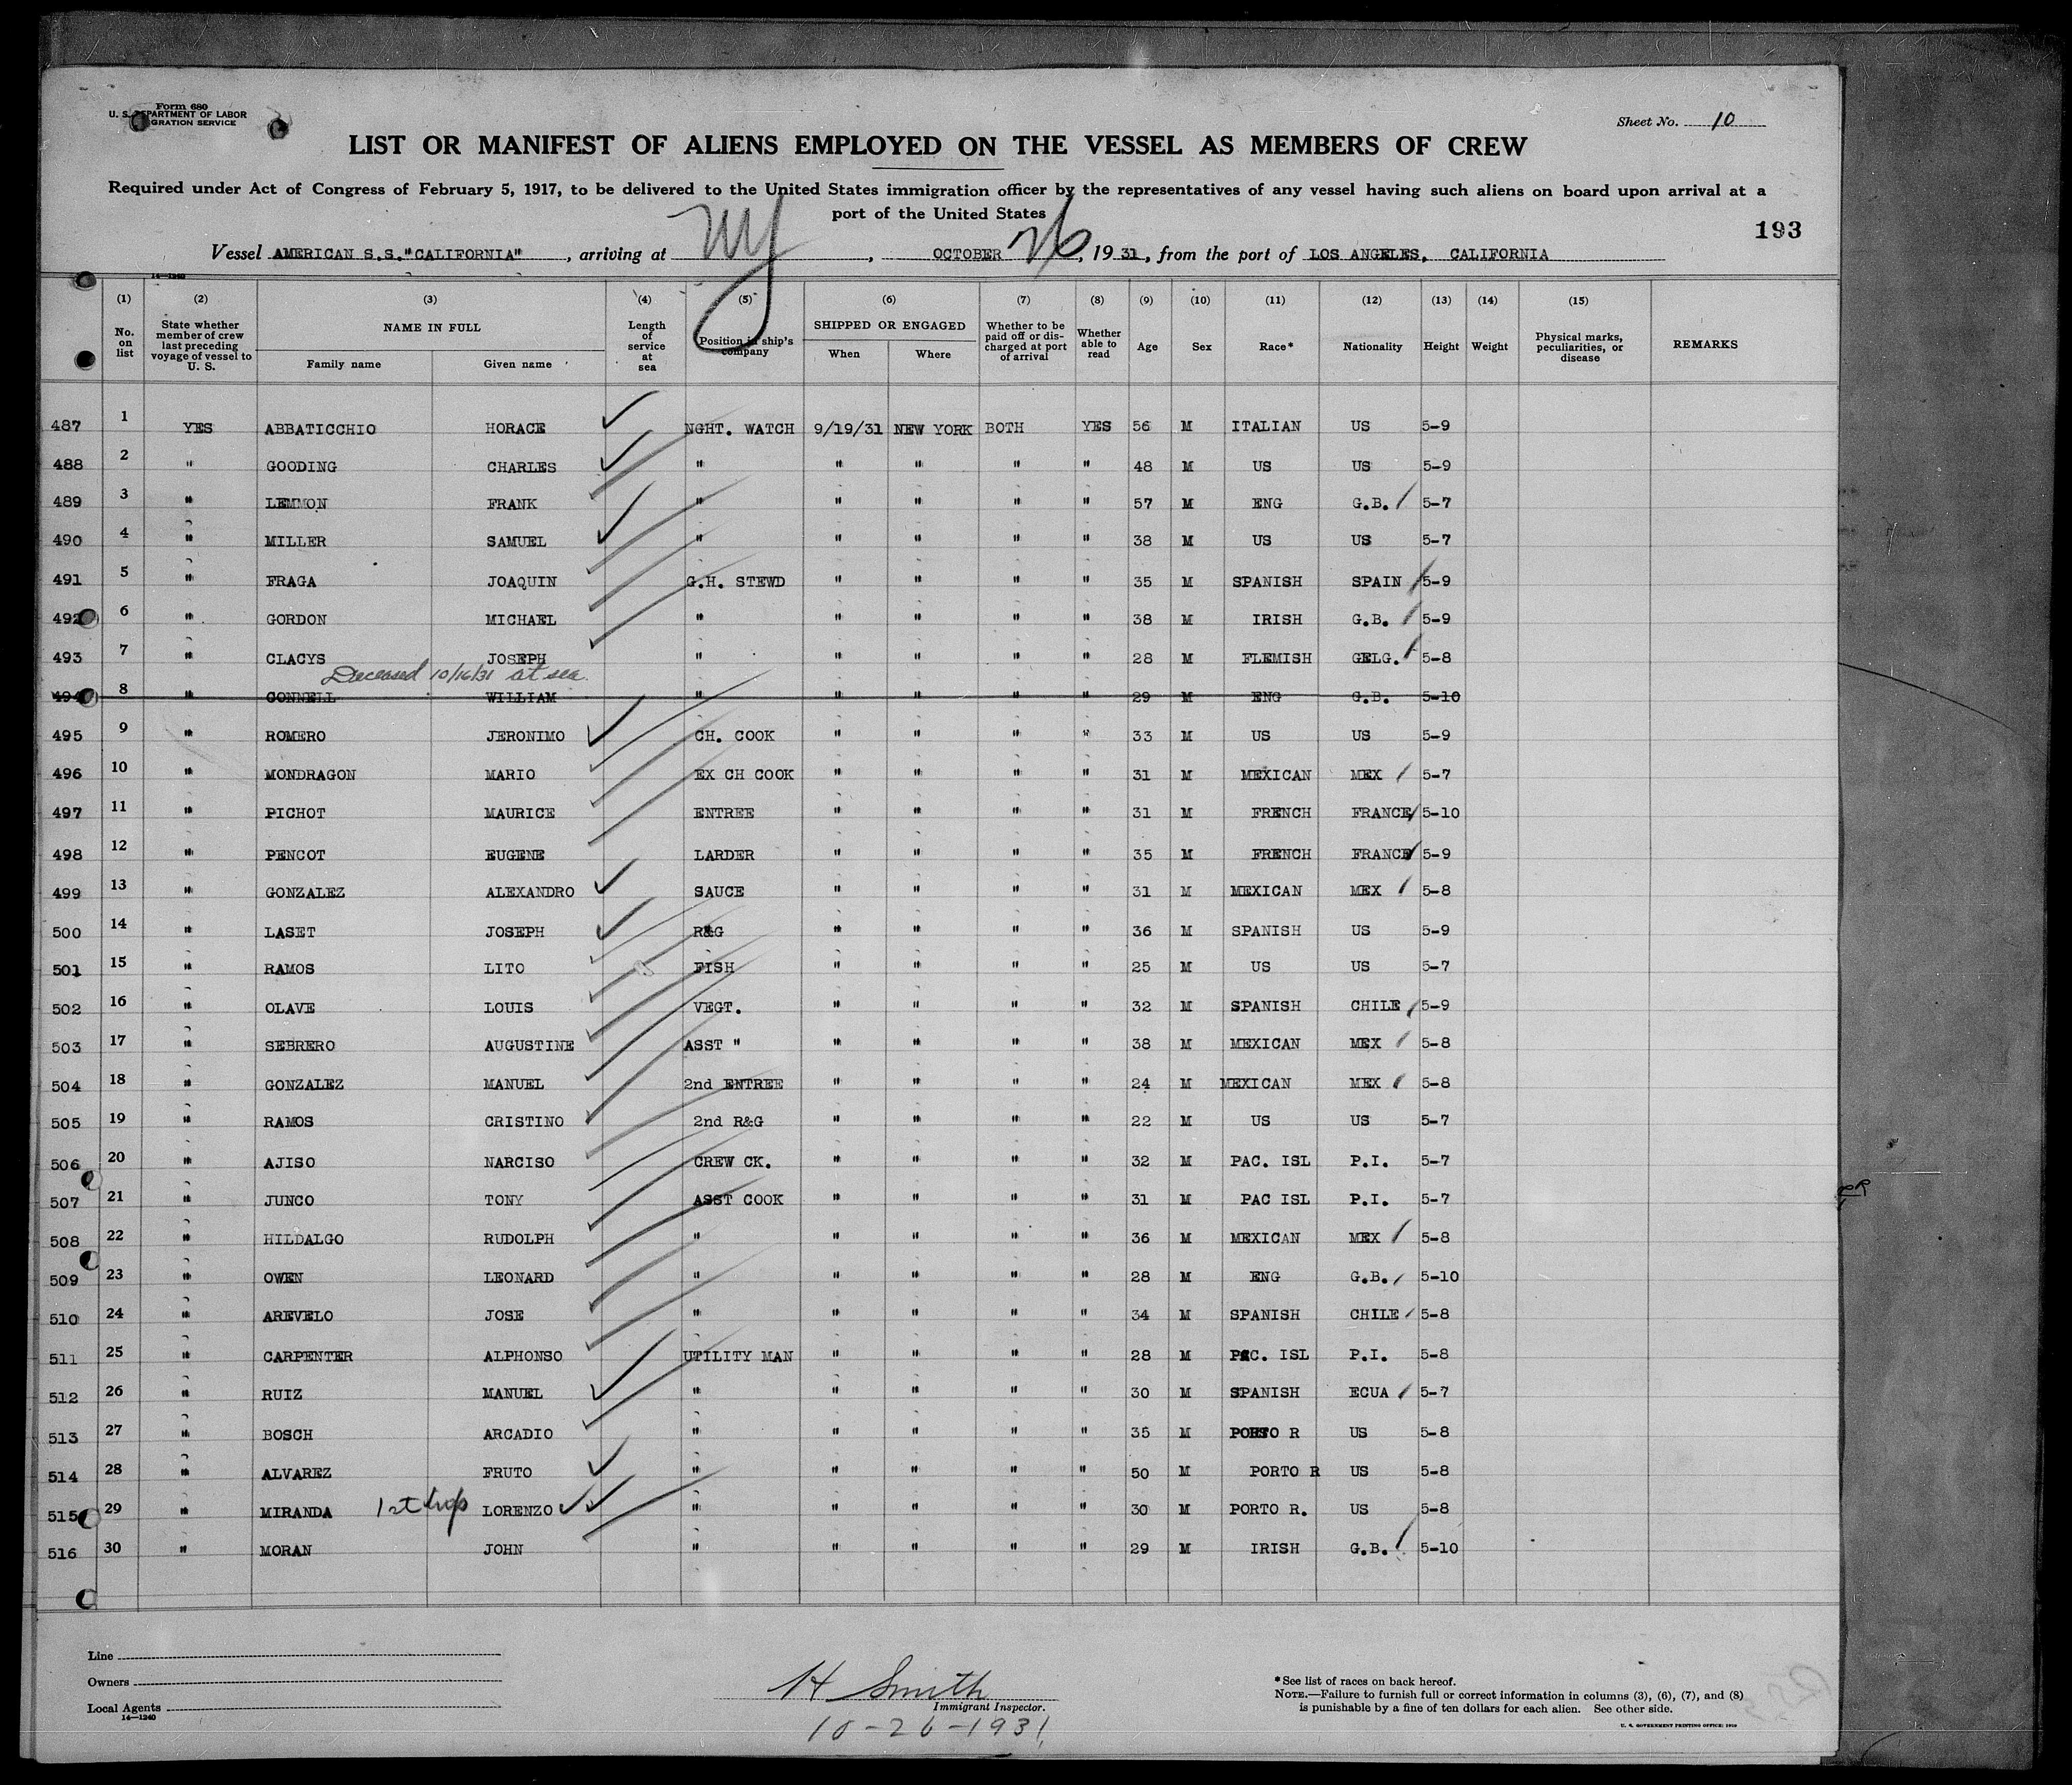 Form 680
U. S. DEPARTMENT OF LABOR
GRATION SERVICE
Sheet No. 10
LIST OR MANIFEST OF ALIENS EMPLOYED ON THE VESSEL AS MEMBERS OF CREW
Required under Act of Congress of February 5, 1917, to be delivered to the United States immigration officer by the representatives of any vessel having such aliens on board upon arrival at a
port of the United States
193
Vessel AMERICAN S.S."CALIFORNIA" , arriving at NY , OCTOBER 26, 1931, from the port of LOS ANGELES, CALIFORNIA
14—1240
(1) (2) (3) (4) (5) (6) (7) (8) (9) (10) (11) (12) (13) (14) (15)
No. on list State whether member of crew last preceding voyage of vessel to U. S. NAME IN FULL Family name Given name Length of service at sea Position in ship's company SHIPPED OR ENGAGED When Where Whether to be paid off or discharged at port of arrival Whether able to read Age Sex Race* Nationality Height Weight Physical marks, peculiarities, or disease REMARKS
487 1 YES ABBATICCHIO HORACE NGHT. WATCH 9/19/31 NEW YORK BOTH YES 56 M ITALIAN US 5-9
488 2 " GOODING CHARLES " " " " " 48 M US US 5-9
489 3 " LEMMON FRANK " " " " " 57 M ENG G.B. 5-7
490 4 " MILLER SAMUEL " " " " " 38 M US US 5-7
491 5 " FRAGA JOAQUIN G.H. STEWD " " " " 35 M SPANISH SPAIN 5-9
492 6 " GORDON MICHAEL " " " " " 38 M IRISH G.B. 5-9
493 7 " CLACYS JOSEPH " " " " " 28 M FLEMISH GELG. 5-8
Deceased 10/16/31 at sea.
494 8 " CONNELL WILLIAM " " " " " 29 M ENG G.B. 5-10
495 9 " ROMERO JERONIMO CH. COOK " " " " 33 M US US 5-9
496 10 " MONDRAGON MARIO EX CH COOK " " " " 31 M MEXICAN MEX 5-7
497 11 " PICHOT MAURICE ENTREE " " " " 31 M FRENCH FRANCE 5-10
498 12 " PENCOT EUGENE LARDER " " " " 35 M FRENCH FRANCE 5-9
499 13 " GONZALEZ ALEXANDRO SAUCE " " " " 31 M MEXICAN MEX 5-8
500 14 " LASET JOSEPH R&G " " " " 36 M SPANISH US 5-9
501 15 " RAMOS LITO FISH " " " " 25 M US US 5-7
502 16 " OLAVE LOUIS VEGT. " " " " 32 M SPANISH CHILE 5-9
503 17 " SEBRERO AUGUSTINE ASST " " " " " 38 M MEXICAN MEX 5-8
504 18 " GONZALEZ MANUEL 2nd ENTREE " " " " 24 M MEXICAN MEX 5-8
505 19 " RAMOS CRISTINO 2nd R&G " " " " 22 M US US 5-7
506 20 " AJISO NARCISO CREW CK. " " " " 32 M PAC. ISL P.I. 5-7
507 21 " JUNCO TONY ASST COOK " " " " 31 M PAC ISL P.I. 5-7
508 22 " HILDALGO RUDOLPH " " " " " 36 M MEXICAN MEX 5-8
509 23 " OWEN LEONARD " " " " " 28 M ENG G.B. 5-10
510 24 " AREVELO JOSE " " " " " 34 M SPANISH CHILE 5-8
511 25 " CARPENTER ALPHONSO UTILITY MAN " " " " 28 M PAC. ISL P.I. 5-8
512 26 " RUIZ MANUEL " " " " " 30 M SPANISH ECUA 5-7
513 27 " BOSCH ARCADIO " " " " " 35 M PORTO R US 5-8
514 28 " ALVAREZ FRUTO " " " " " 50 M PORTO R US 5-8
515 29 " MIRANDA 1st trip LORENZO " " " " " 30 M PORTO R. US 5-8
516 30 " MORAN JOHN " " " " " 29 M IRISH G.B. 5-10
Line
Owners
Local Agents
14—1240
H Smith
Immigrant Inspector.
10-26-1931
*See list of races on back hereof.
NOTE.—Failure to furnish full or correct information in columns (3), (6), (7), and (8)
is punishable by a fine of ten dollars for each alien. See other side.